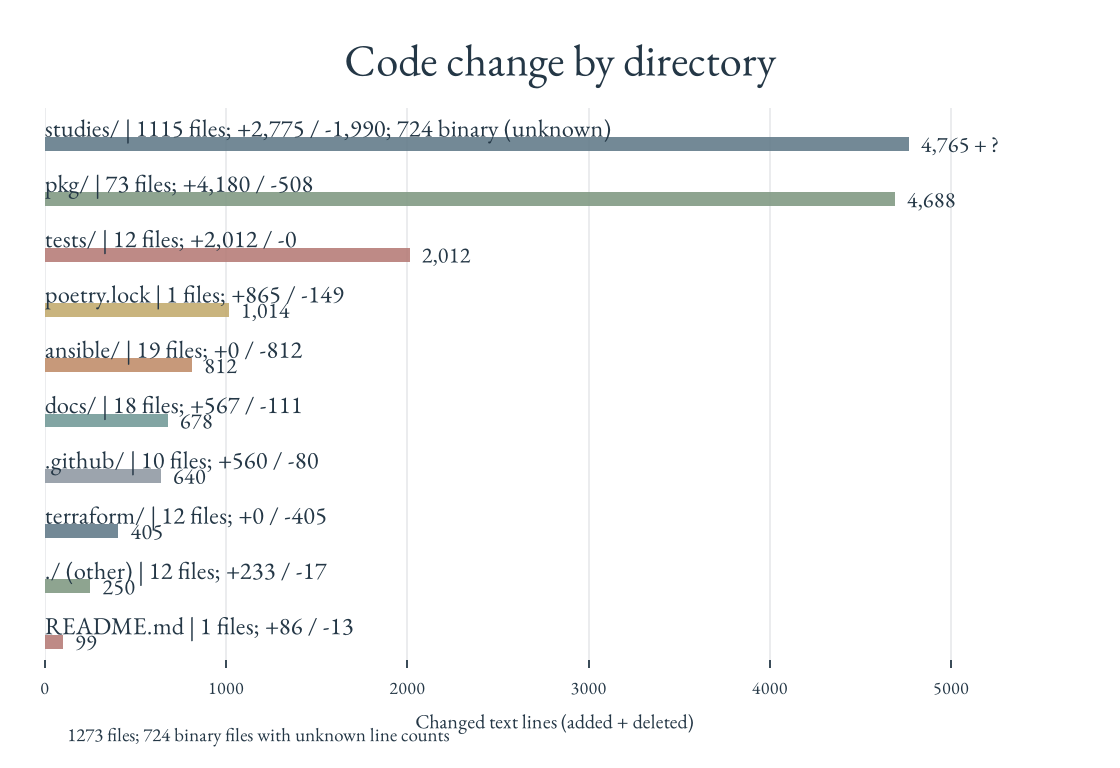 Code change by directory
studies/ | 1115 files; +2,775 / -1,990; 724 binary (unknown)
4,765 + ?
pkg/ | 73 files; +4,180 / -508
4,688
tests/ | 12 files; +2,012 / -0
2,012
poetry.lock | 1 files; +865 / -149
1,014
ansible/ | 19 files; +0 / -812
812
docs/ | 18 files; +567 / -111
678
.github/ | 10 files; +560 / -80
640
terraform/ | 12 files; +0 / -405
405
./ (other) | 12 files; +233 / -17
250
README.md | 1 files; +86 / -13
99
0 1000 2000 3000 4000 5000
Changed text lines (added + deleted)
1273 files; 724 binary files with unknown line counts